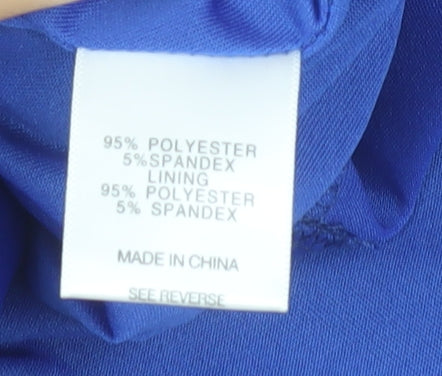 95% POLYESTER
5%SPANDEX
LINING
95% POLYESTER
5% SPANDEX
MADE IN CHINA
SEE REVERSE